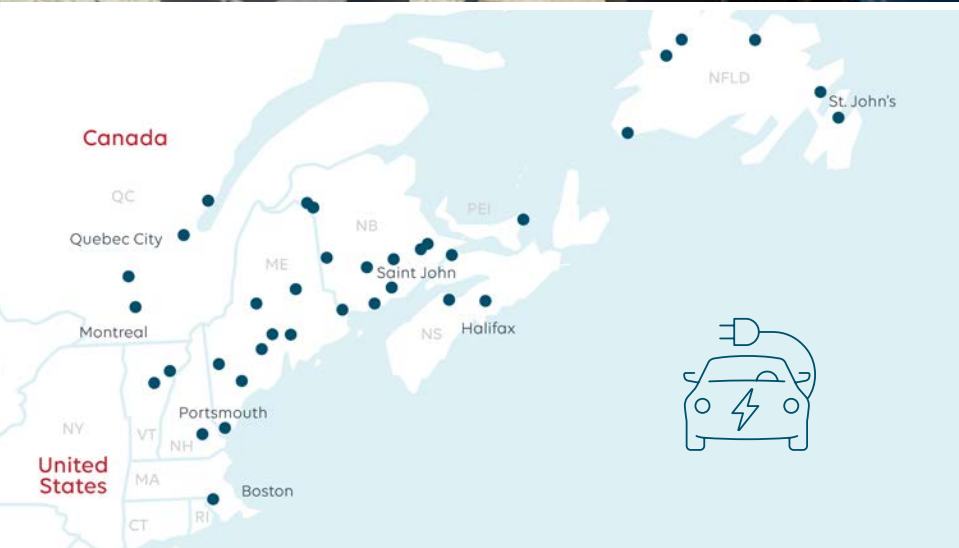 NFLD
St. John's
Canada
QC
PEI
NB
Quebec City
ME
Saint John
Montreal
NS
Halifax
Portsmouth
NY
VT
NH
United
States
MA
Boston
RI
CT